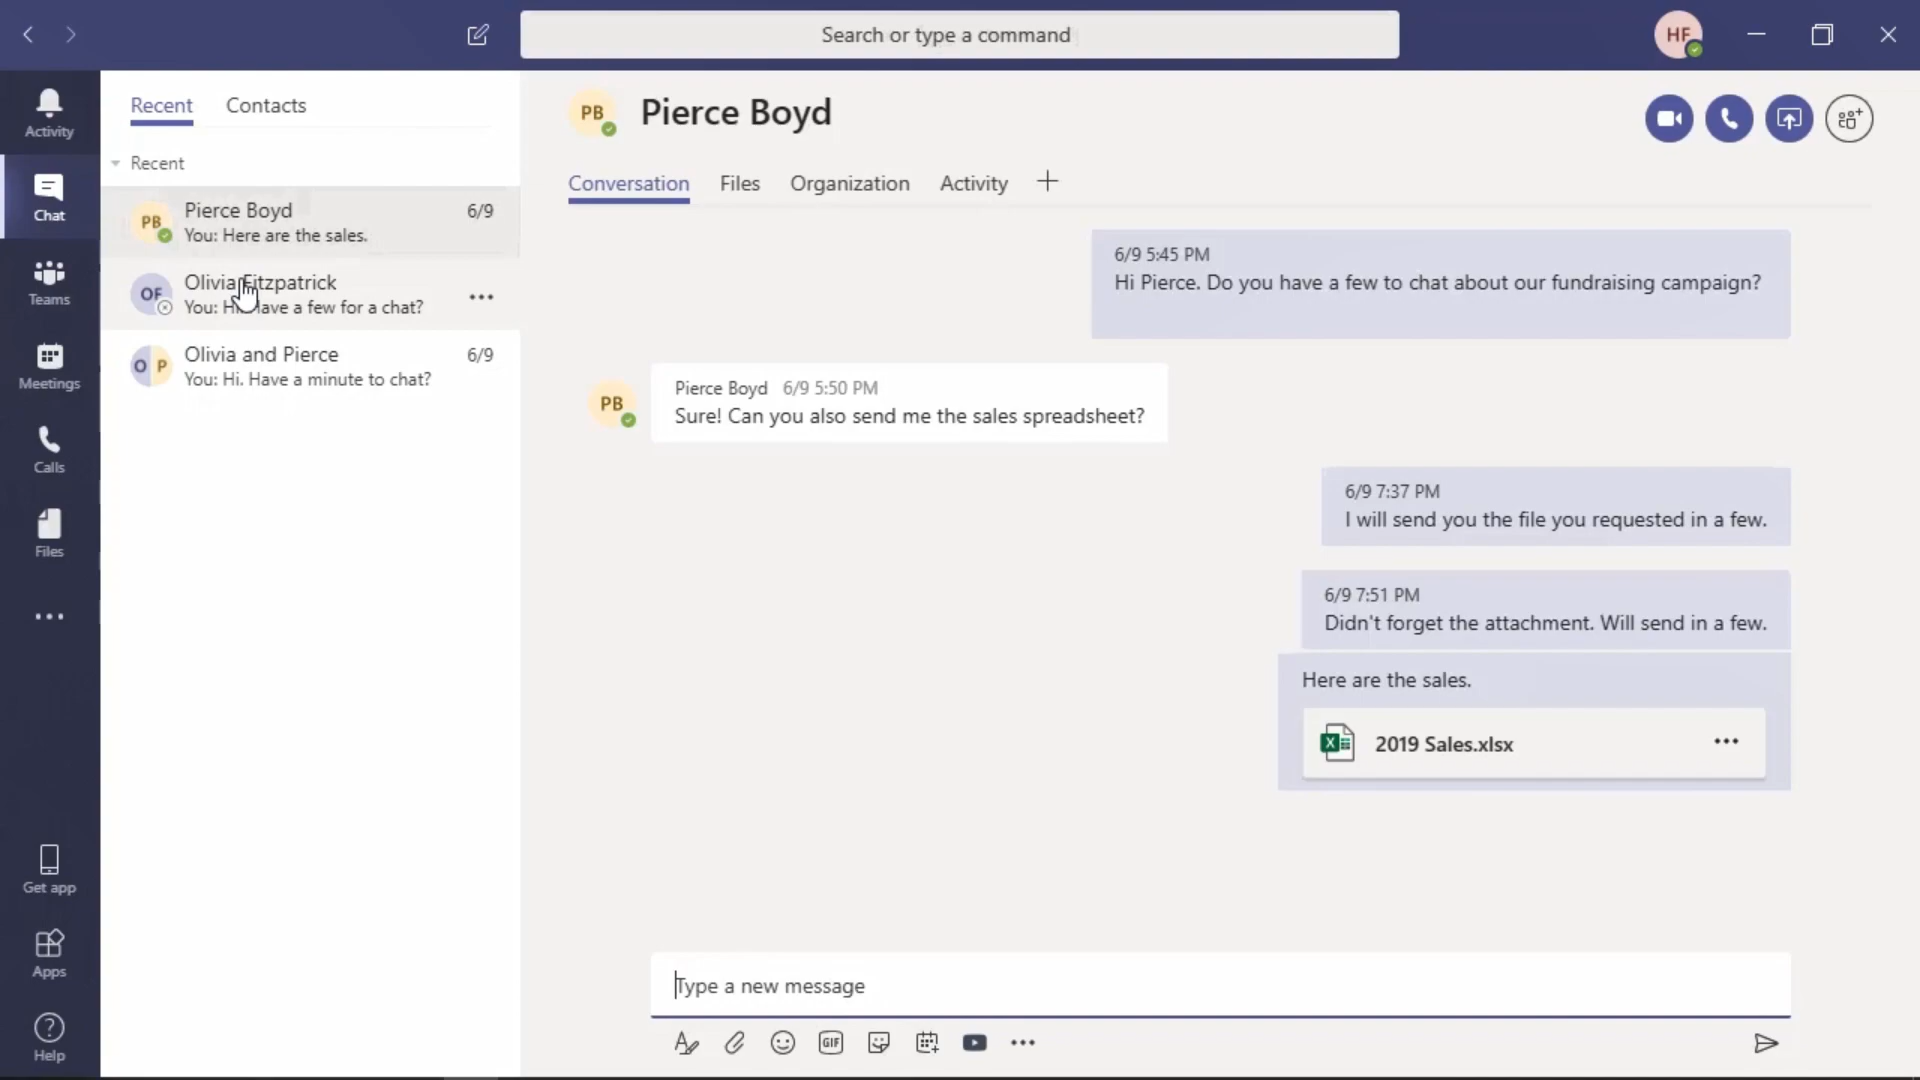 Search or type a command
HF
Activity
Chat
Teams
Meetings
Calls
Files
Get app
Apps
Help
Recent
Contacts
Recent
PB
Pierce Boyd
6/9
You: Here are the sales.
OF
Olivia Fitzpatrick
You: Hi. Have a few for a chat?
O P
Olivia and Pierce
6/9
You: Hi. Have a minute to chat?
PB
Pierce Boyd
Conversation
Files
Organization
Activity
6/9 5:45 PM
Hi Pierce. Do you have a few to chat about our fundraising campaign?
PB
Pierce Boyd 6/9 5:50 PM
Sure! Can you also send me the sales spreadsheet?
6/9 7:37 PM
I will send you the file you requested in a few.
6/9 7:51 PM
Didn't forget the attachment. Will send in a few.
Here are the sales.
2019 Sales.xlsx
Type a new message
GIF